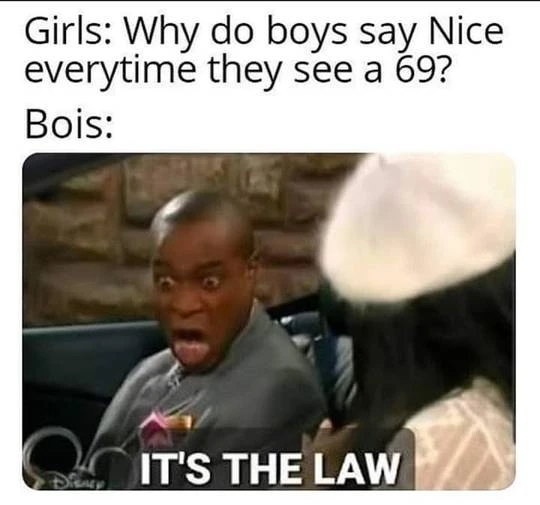 Girls: Why do boys say Nice
everytime they see a 69?
Bois:
IT'S THE LAW
Disney